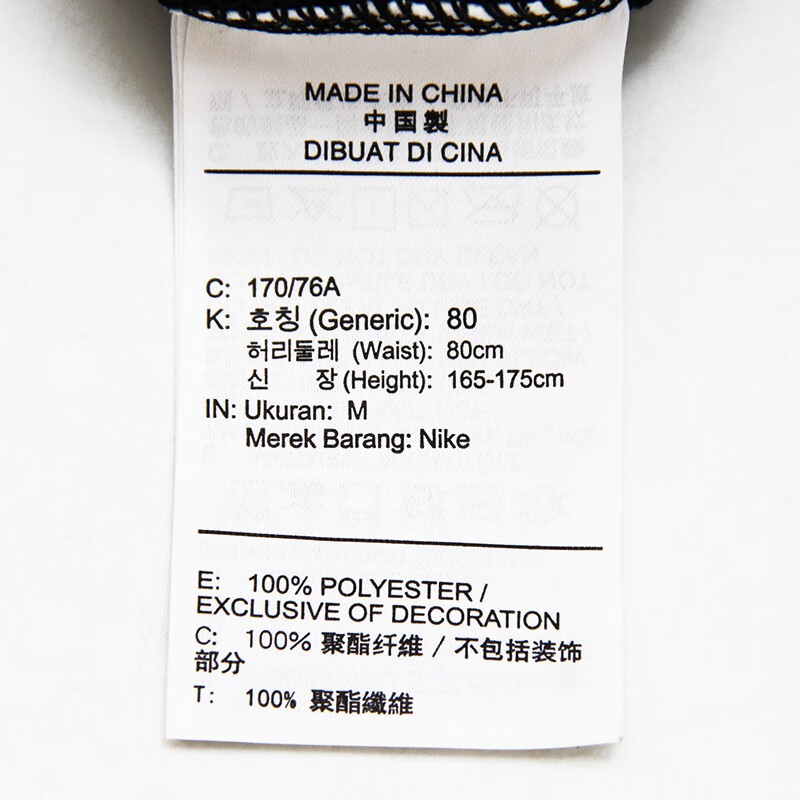 MADE IN CHINA
中国製
DIBUAT DI CINA
C: 170/76A
K: 호칭 (Generic): 80
허리둘레 (Waist): 80cm
신 장 (Height): 165-175cm
IN: Ukuran: M
Merek Barang: Nike
E: 100% POLYESTER /
EXCLUSIVE OF DECORATION
C: 100% 聚酯纤维 / 不包括装饰
部分
T: 100% 聚酯纖維